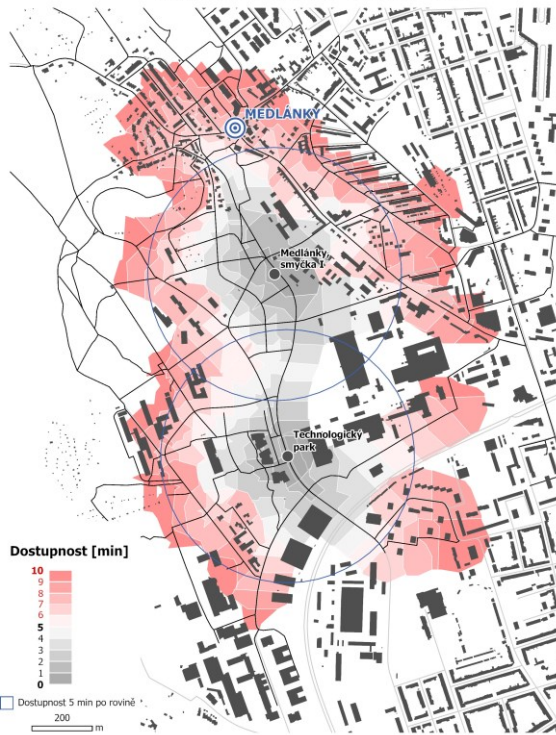 MEDLÁNKY
Medlánky
smyčka I
Technologický
park
Dostupnost [min]
10
9
8
7
6
5
4
3
2
1
0
Dostupnost 5 min po rovině
200
m